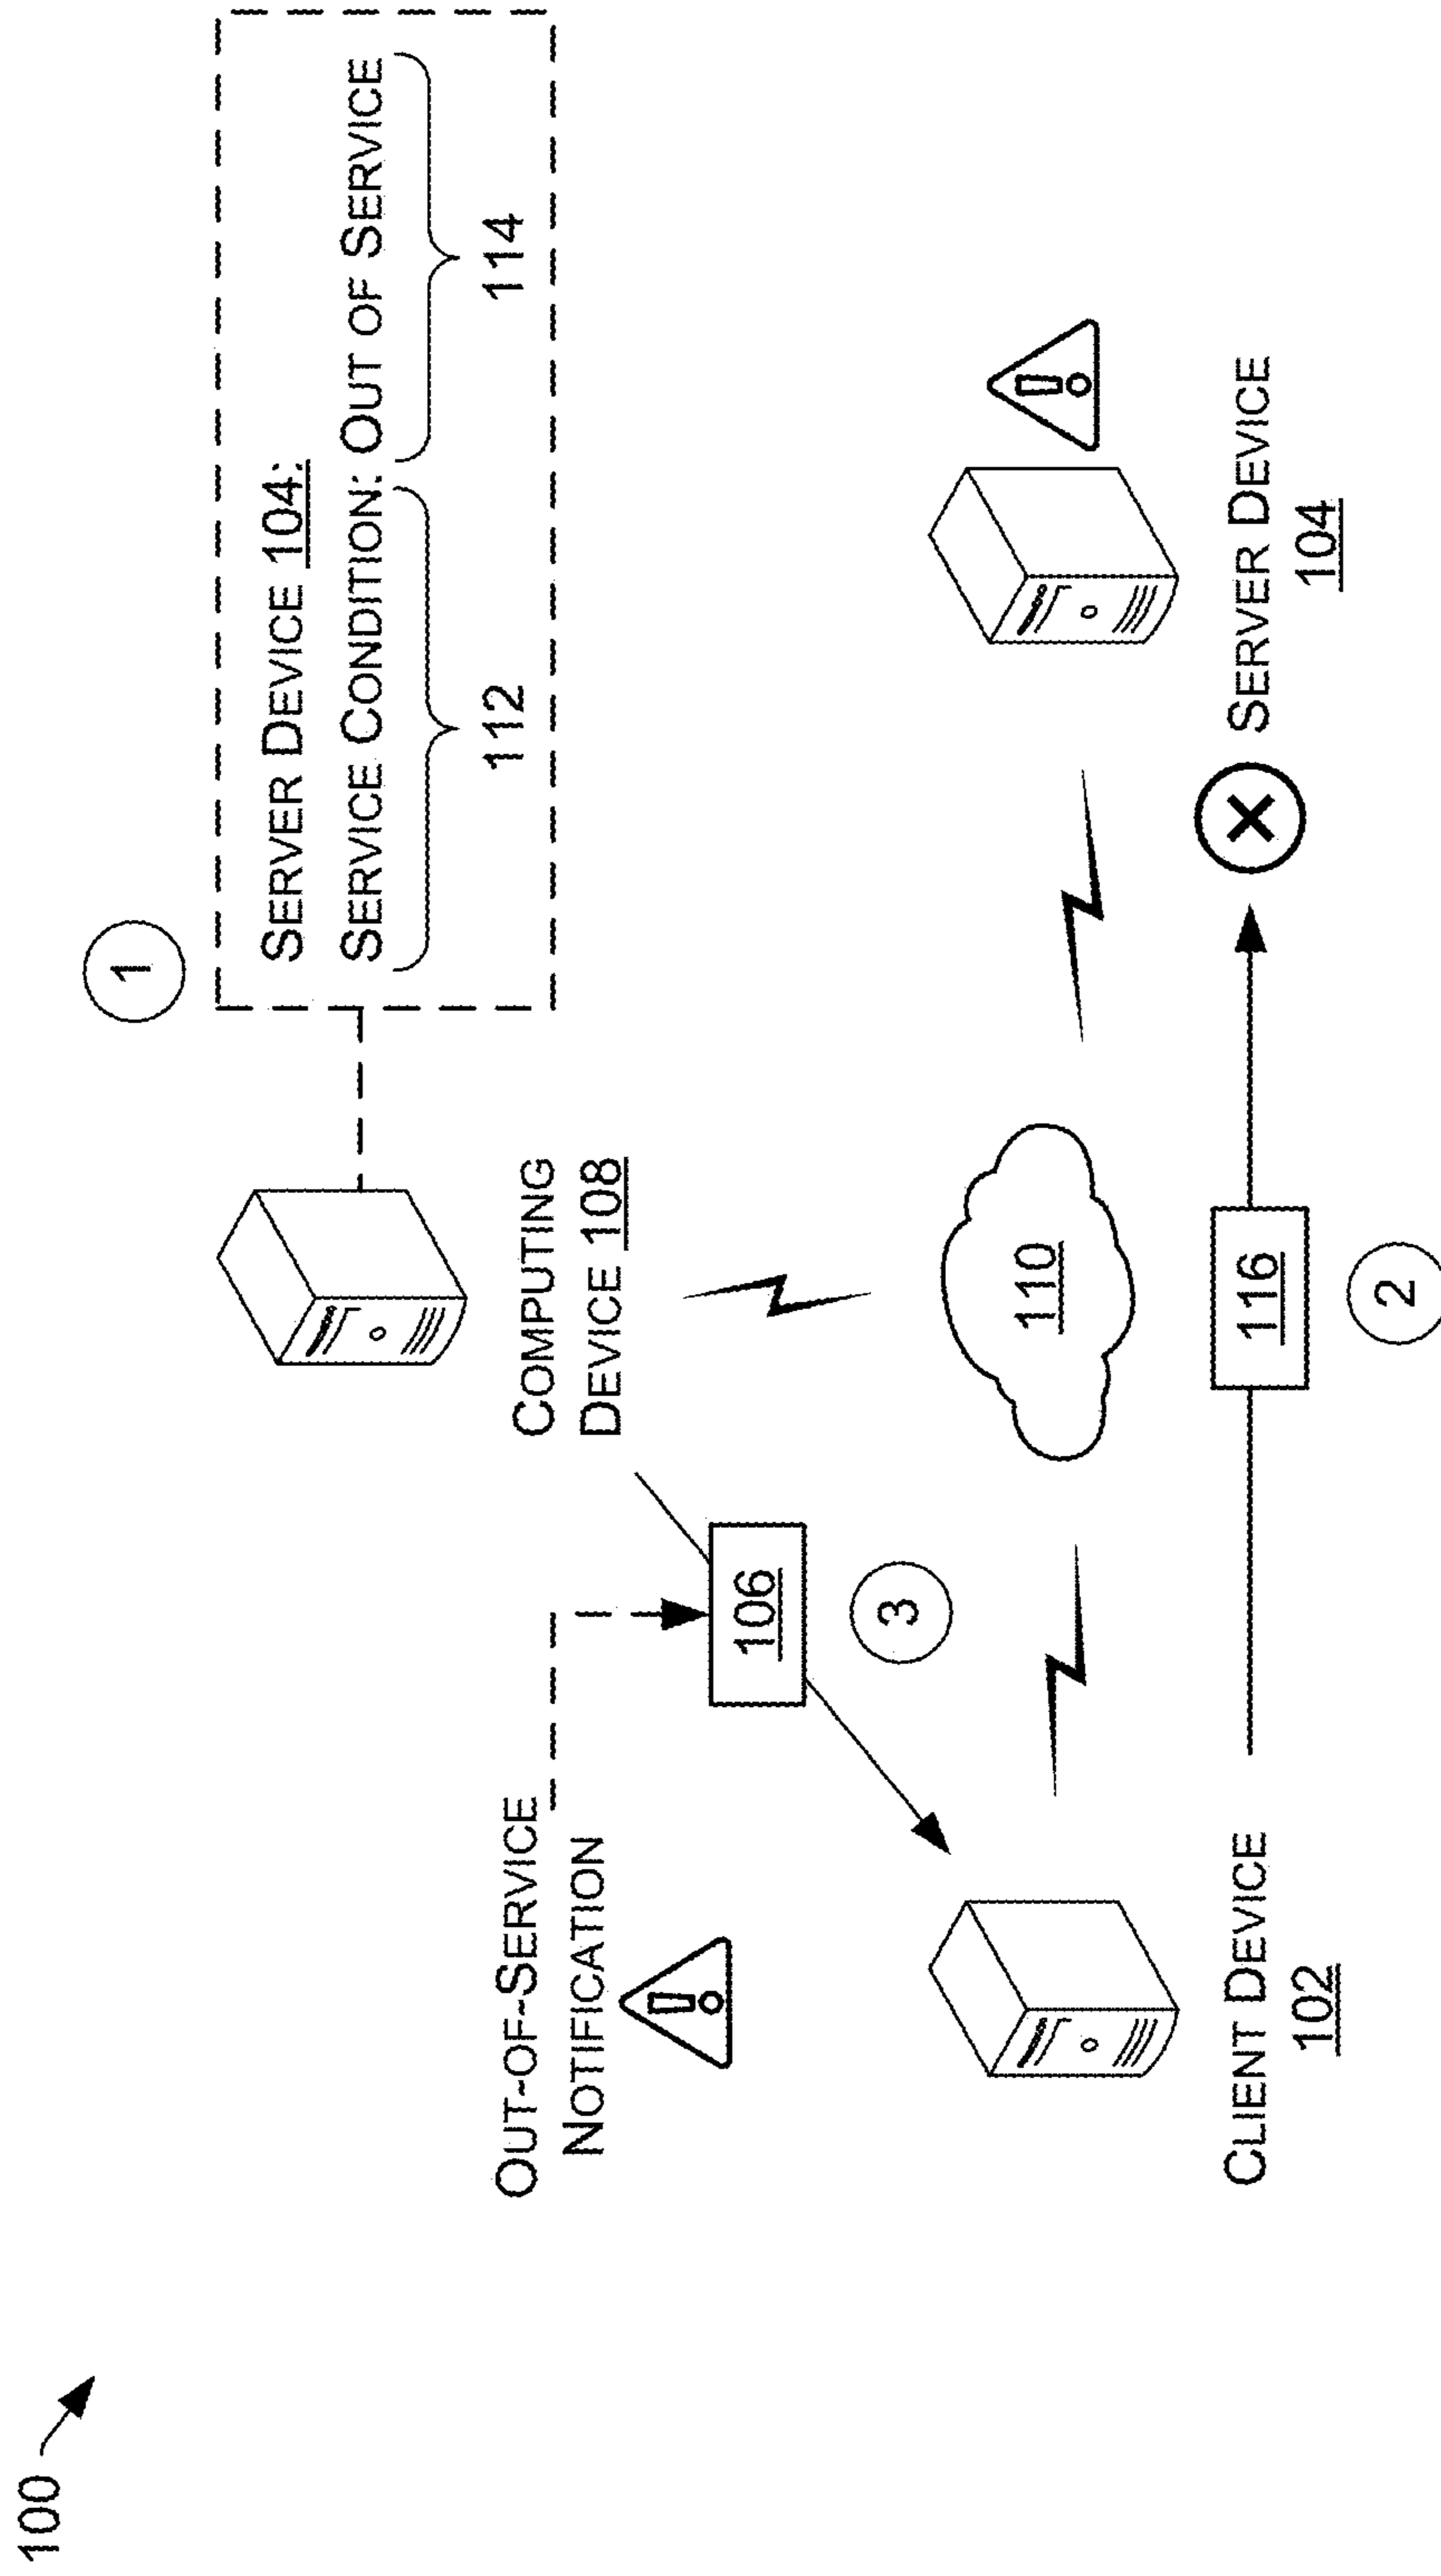 100
1
SERVER DEVICE 104:
SERVICE CONDITION: OUT OF SERVICE
112
114
COMPUTING
DEVICE 108
OUT-OF-SERVICE
NOTIFICATION
106
3
110
CLIENT DEVICE
102
116
2
SERVER DEVICE
104